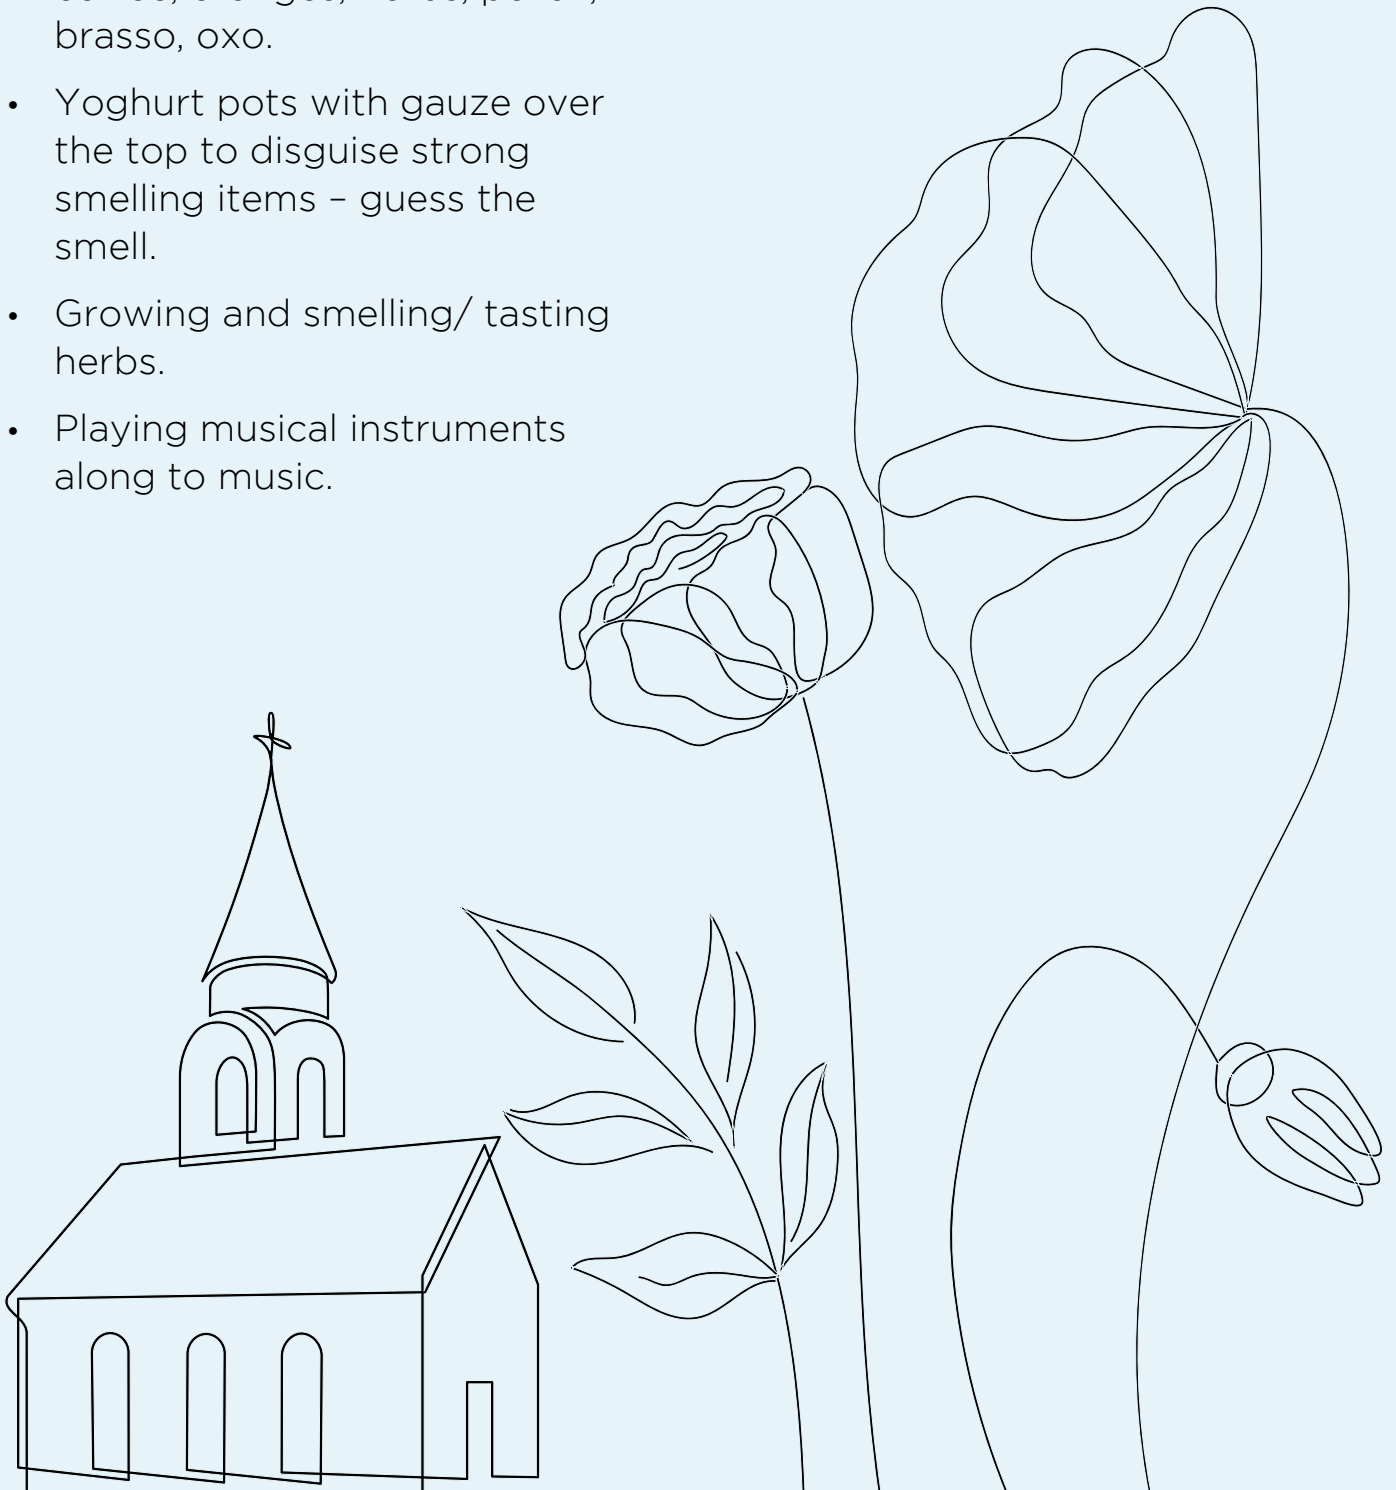 brasso, oxo.
• Yoghurt pots with gauze over
the top to disguise strong
smelling items – guess the
smell.
• Growing and smelling/ tasting
herbs.
• Playing musical instruments
along to music.